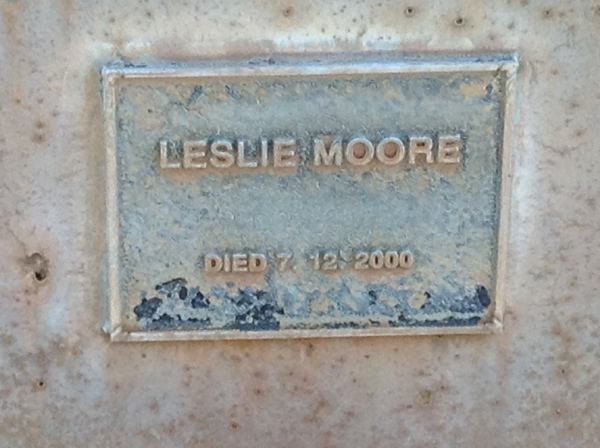 LESLIE MOORE
DIED 7. 12. 2000